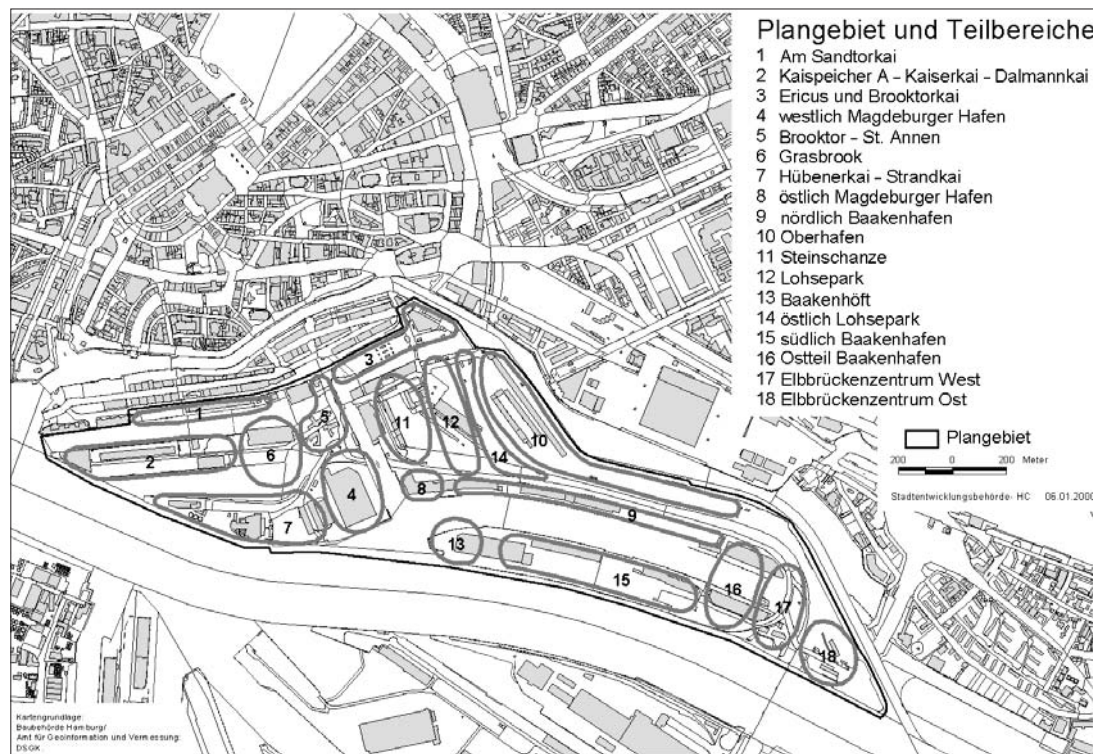 Plangebiet und Teilbereiche
1 Am Sandtorkai
2 Kaispeicher A - Kaiserkai - Dalmannkai
3 Ericus und Brooktorkai
4 westlich Magdeburger Hafen
5 Brooktor - St. Annen
6 Grasbrook
7 Hübenerkai - Strandkai
8 östlich Magdeburger Hafen
9 nördlich Baakenhafen
10 Oberhafen
11 Steinschanze
12 Lohsepark
13 Baakenhöft
14 östlich Lohsepark
15 südlich Baakenhafen
16 Ostteil Baakenhafen
17 Elbbrückenzentrum West
18 Elbbrückenzentrum Ost
Plangebiet
200 0 200 Meter
Stadtentwicklungsbehörde- HC 06.01.2000
3
1
5
11
12
10
2
6
14
4
8
7
9
13
15
16
17
18
Kartengrundlage:
Baubehörde Hamburg/
Amt für Geoinformation und Vermessung:
DSGK